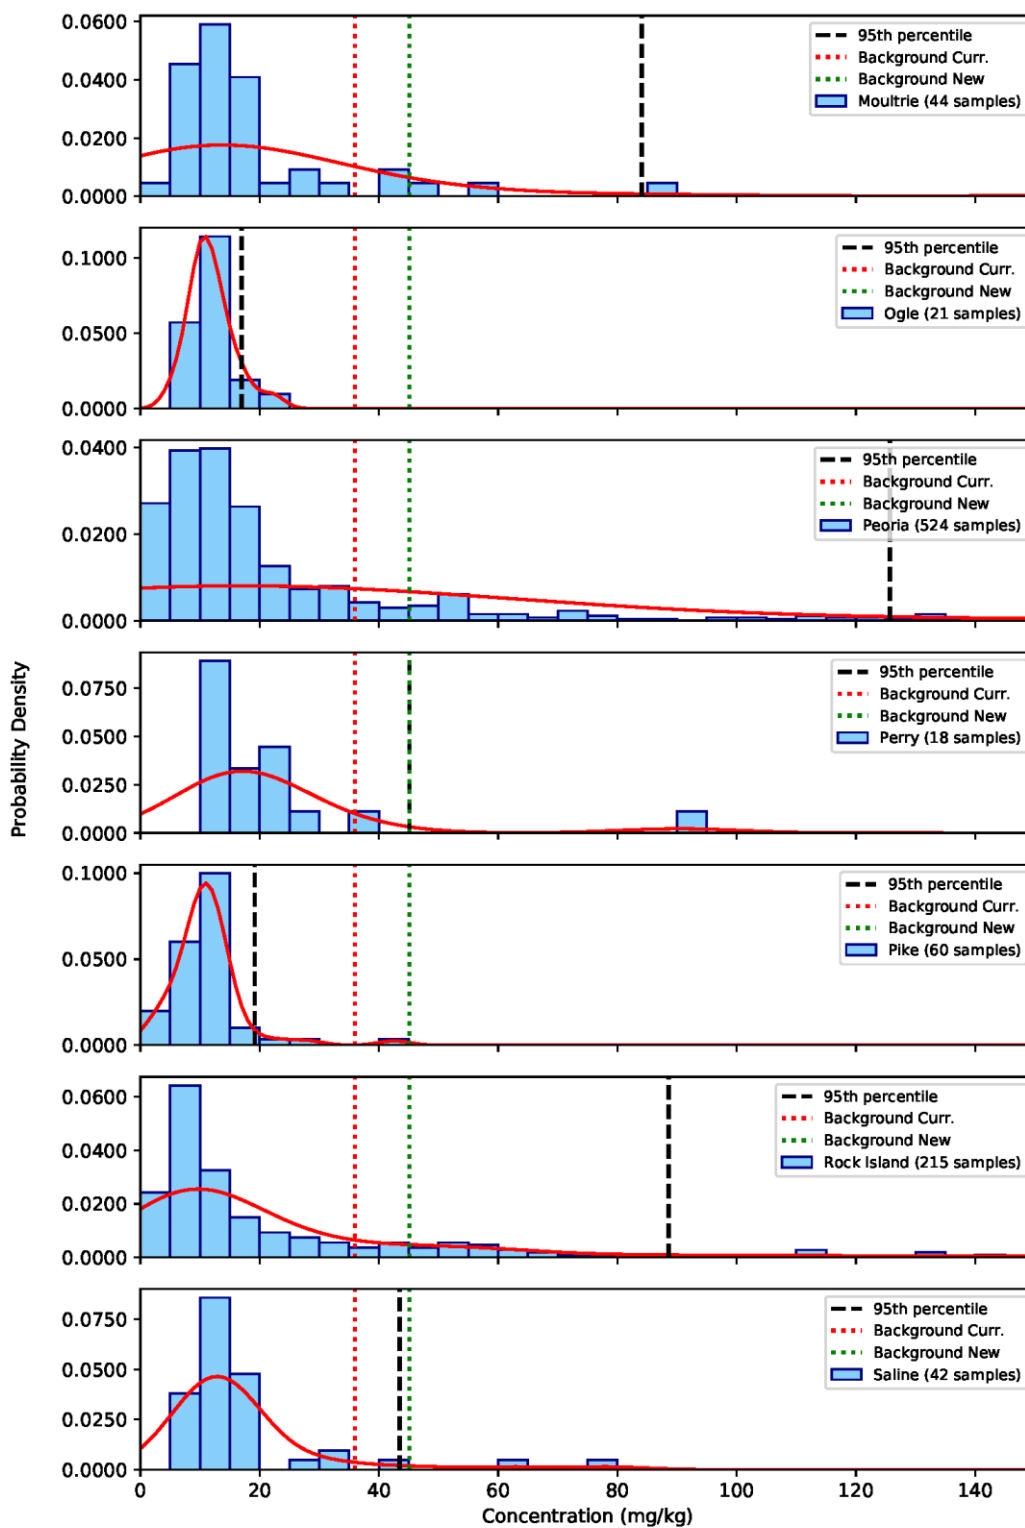 0.0600
0.0400
0.0200
0.0000
95th percentile
Background Curr.
Background New
Moultrie (44 samples)
0.1000
0.0500
0.0000
95th percentile
Background Curr.
Background New
Ogle (21 samples)
0.0400
0.0200
0.0000
95th percentile
Background Curr.
Background New
Peoria (524 samples)
Probability Density
0.0750
0.0500
0.0250
0.0000
95th percentile
Background Curr.
Background New
Perry (18 samples)
0.1000
0.0500
0.0000
95th percentile
Background Curr.
Background New
Pike (60 samples)
0.0600
0.0400
0.0200
0.0000
95th percentile
Background Curr.
Background New
Rock Island (215 samples)
0.0750
0.0500
0.0250
0.0000
95th percentile
Background Curr.
Background New
Saline (42 samples)
0 20 40 60 80 100 120 140
Concentration (mg/kg)